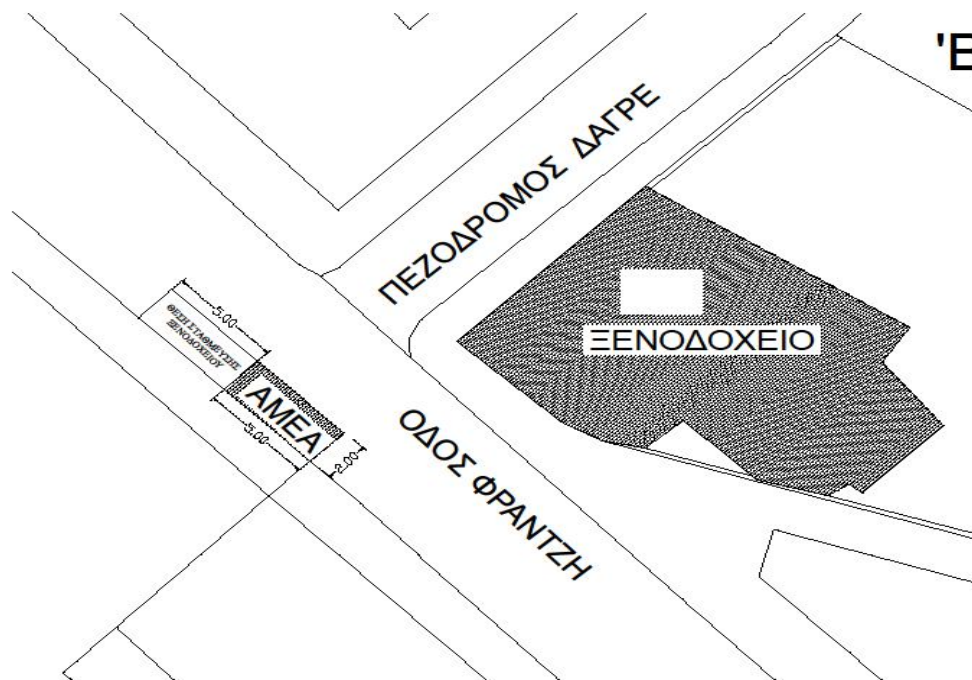 'Ε
ΠΕΖΟΔΡΟΜΟΣ ΔΑΓΡΕ
5.00
ΘΕΣΗ ΣΤΑΘΜΕΥΣΗΣ
ΞΕΝΟΔΟΧΕΙΟΥ
ΞΕΝΟΔΟΧΕΙΟ
ΑΜΕΑ
5.00
2.00
ΟΔΟΣ ΦΡΑΝΤΖΗ